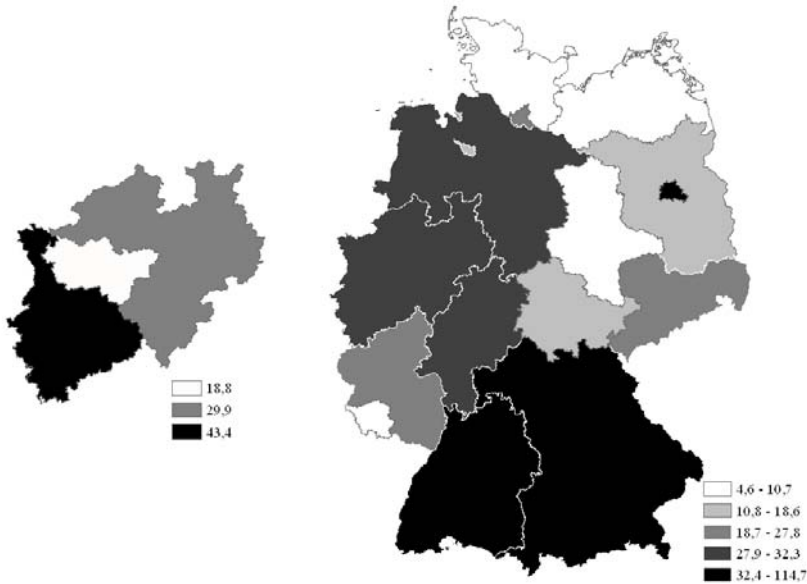 18,8
29,9
43,4
4,6 - 10,7
10,8 - 18,6
18,7 - 27,8
27,9 - 32,3
32,4 - 114,7